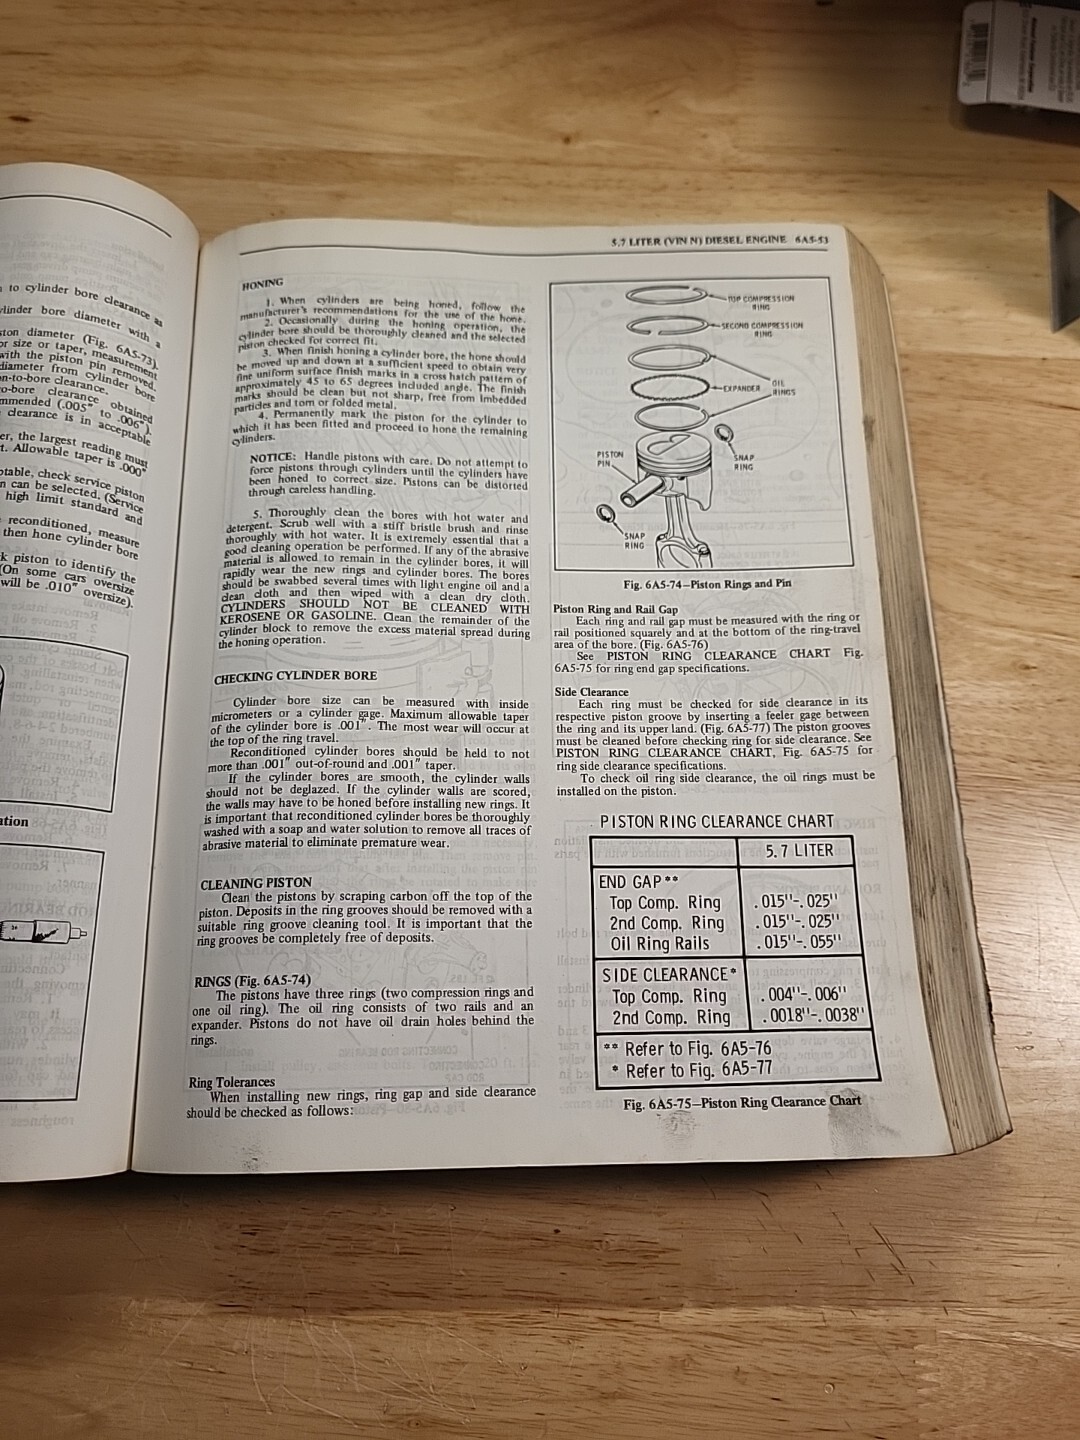 to cylinder bore clearance as
cylinder bore diameter with a
diameter (Fig. 6A5-73).
or size or taper, measurement
with the piston pin removed.
diameter from cylinder bore
clearance.
clearance obtained
(.005" to .006").
clearance is in acceptable
the largest reading must
Allowable taper is .000"
check service piston
can be selected. (Service
high limit standard and
reconditioned, measure
then hone cylinder bore
piston to identify the
(On some cars oversize
will be .010" oversize).
5.7 LITER (VIN N) DIESEL ENGINE 6A5-53
HONING
1. When cylinders are being honed, follow the
manufacturer's recommendations for the use of the hone.
2. Occasionally during the honing operation, the
cylinder bore should be thoroughly cleaned and the selected
piston checked for correct fit.
3. When finish honing a cylinder bore, the hone should
be moved up and down at a sufficient speed to obtain very
fine uniform surface finish marks in a cross hatch pattern of
approximately 45 to 65 degrees included angle. The finish
marks should be clean but not sharp, free from imbedded
particles and torn or folded metal.
4. Permanently mark the piston for the cylinder to
which it has been fitted and proceed to hone the remaining
cylinders.
NOTICE: Handle pistons with care. Do not attempt to
force pistons through cylinders until the cylinders have
been honed to correct size. Pistons can be distorted
through careless handling.
5. Thoroughly clean the bores with hot water and
detergent. Scrub well with a stiff bristle brush and rinse
thoroughly with hot water. It is extremely essential that a
good cleaning operation be performed. If any of the abrasive
material is allowed to remain in the cylinder bores, it will
rapidly wear the new rings and cylinder bores. The bores
should be swabbed several times with light engine oil and a
clean cloth and then wiped with a clean dry cloth.
CYLINDERS SHOULD NOT BE CLEANED WITH
KEROSENE OR GASOLINE. Clean the remainder of the
cylinder block to remove the excess material spread during
the honing operation.
CHECKING CYLINDER BORE
Cylinder bore size can be measured with inside
micrometers or a cylinder gage. Maximum allowable taper
of the cylinder bore is .001". The most wear will occur at
the top of the ring travel.
Reconditioned cylinder bores should be held to not
more than .001" out-of-round and .001" taper.
If the cylinder bores are smooth, the cylinder walls
should not be deglazed. If the cylinder walls are scored,
the walls may have to be honed before installing new rings. It
is important that reconditioned cylinder bores be thoroughly
washed with a soap and water solution to remove all traces of
abrasive material to eliminate premature wear.
CLEANING PISTON
Clean the pistons by scraping carbon off the top of the
piston. Deposits in the ring grooves should be removed with a
suitable ring groove cleaning tool. It is important that the
ring grooves be completely free of deposits.
RINGS (Fig. 6A5-74)
The pistons have three rings (two compression rings and
one oil ring). The oil ring consists of two rails and an
expander. Pistons do not have oil drain holes behind the
rings.
Ring Tolerances
When installing new rings, ring gap and side clearance
should be checked as follows:
TOP COMPRESSION
RING
SECOND COMPRESSION
RING
EXPANDER
OIL
RINGS
PISTON
PIN
SNAP
RING
SNAP
RING
Fig. 6A5-74—Piston Rings and Pin
Piston Ring and Rail Gap
Each ring and rail gap must be measured with the ring or
rail positioned squarely and at the bottom of the ring-travel
area of the bore. (Fig. 6A5-76)
See PISTON RING CLEARANCE CHART Fig.
6A5-75 for ring end gap specifications.
Side Clearance
Each ring must be checked for side clearance in its
respective piston groove by inserting a feeler gage between
the ring and its upper land. (Fig. 6A5-77) The piston grooves
must be cleaned before checking ring for side clearance. See
PISTON RING CLEARANCE CHART, Fig. 6A5-75 for
ring side clearance specifications.
To check oil ring side clearance, the oil rings must be
installed on the piston.
PISTON RING CLEARANCE CHART
5.7 LITER
END GAP **
Top Comp. Ring .015"-.025"
2nd Comp. Ring .015"-.025"
Oil Ring Rails .015"-.055"
SIDE CLEARANCE*
Top Comp. Ring .004"-.006"
2nd Comp. Ring .0018"-.0038"
** Refer to Fig. 6A5-76
* Refer to Fig. 6A5-77
Fig. 6A5-75—Piston Ring Clearance Chart